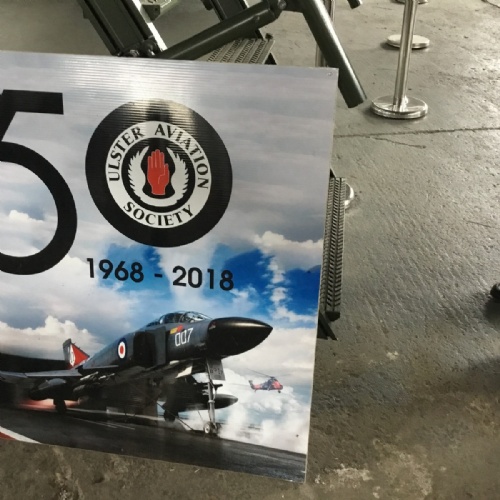 50
ULSTER AVIATION
SOCIETY
1968 - 2018
007